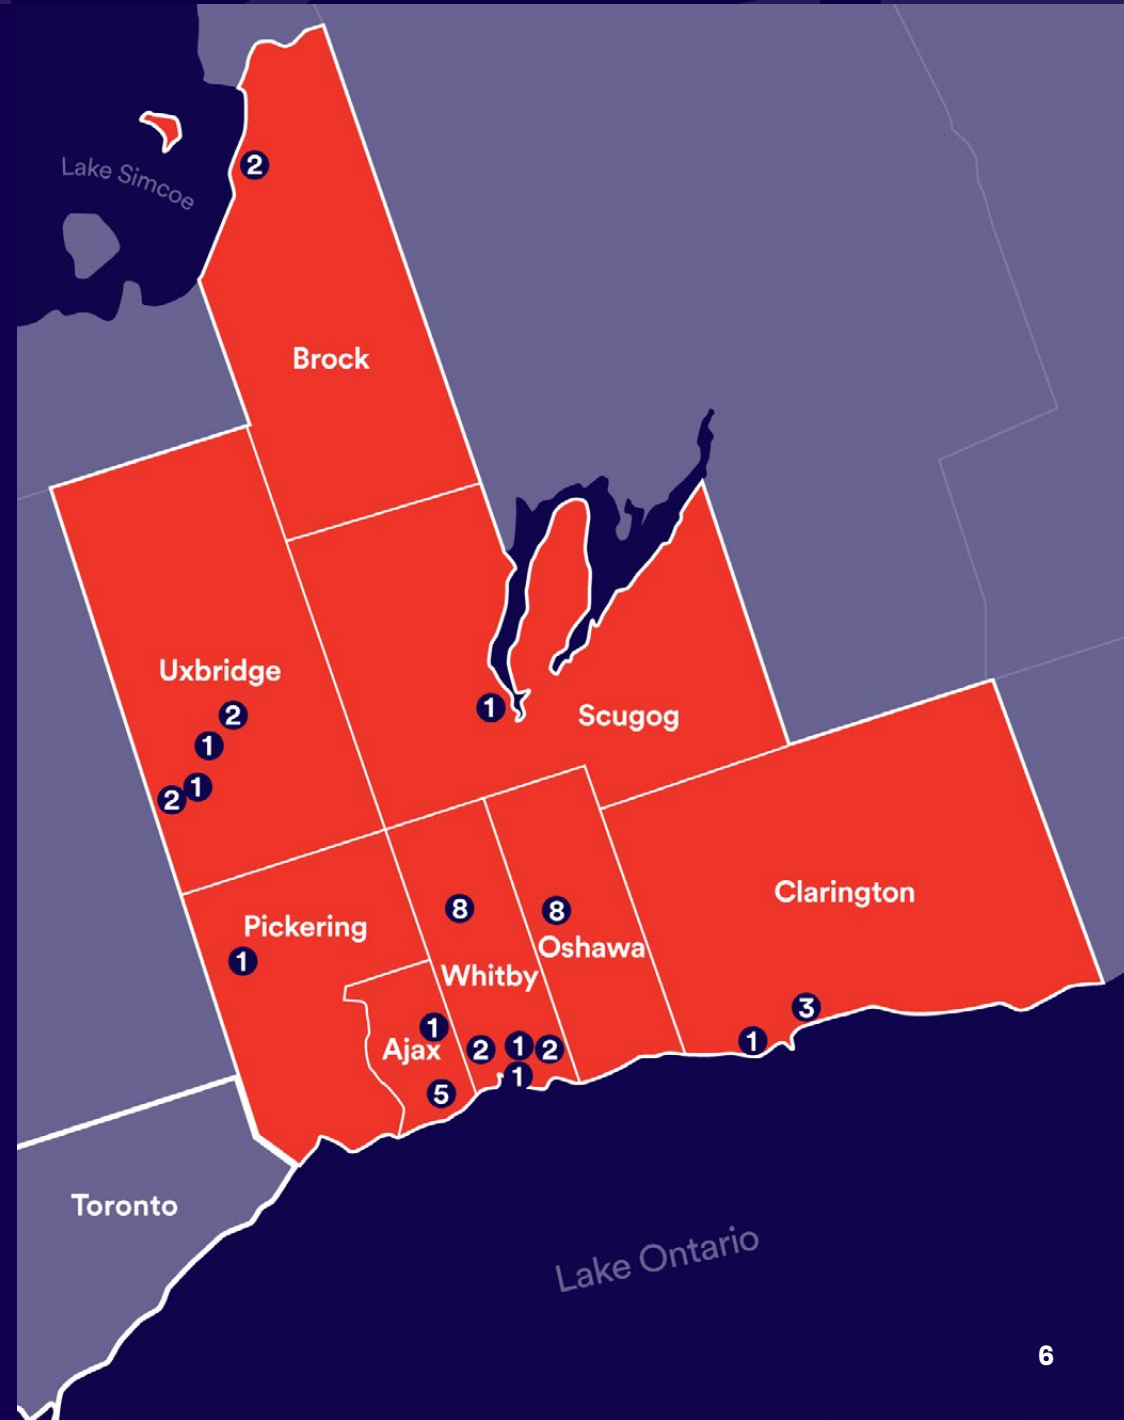 2
Lake Simcoe
Brock
Uxbridge
2
1
1
2
1
Scugog
Clarington
8
8
Pickering
Oshawa
1
Whitby
3
1
Ajax
2
1
2
1
1
5
Toronto
Lake Ontario
6